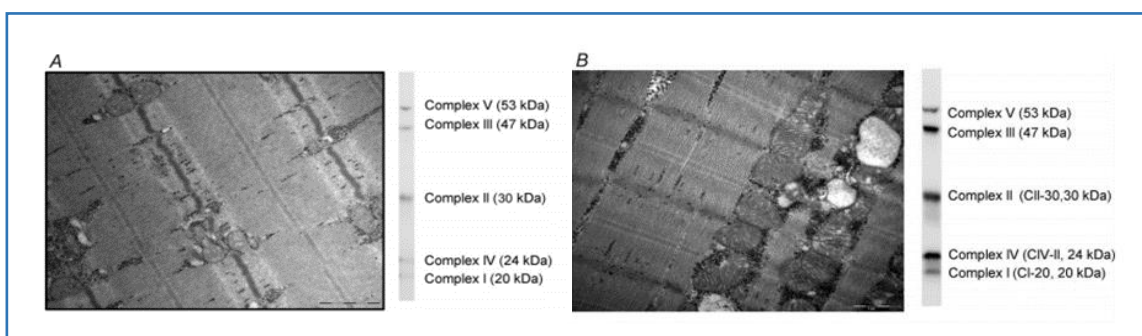 A
Complex V (53 kDa)
Complex III (47 kDa)
Complex II (30 kDa)
Complex IV (24 kDa)
Complex I (20 kDa)
B
Complex V (53 kDa)
Complex III (47 kDa)
Complex II (CII-30,30 kDa)
Complex IV (CIV-II, 24 kDa)
Complex I (CI-20, 20 kDa)